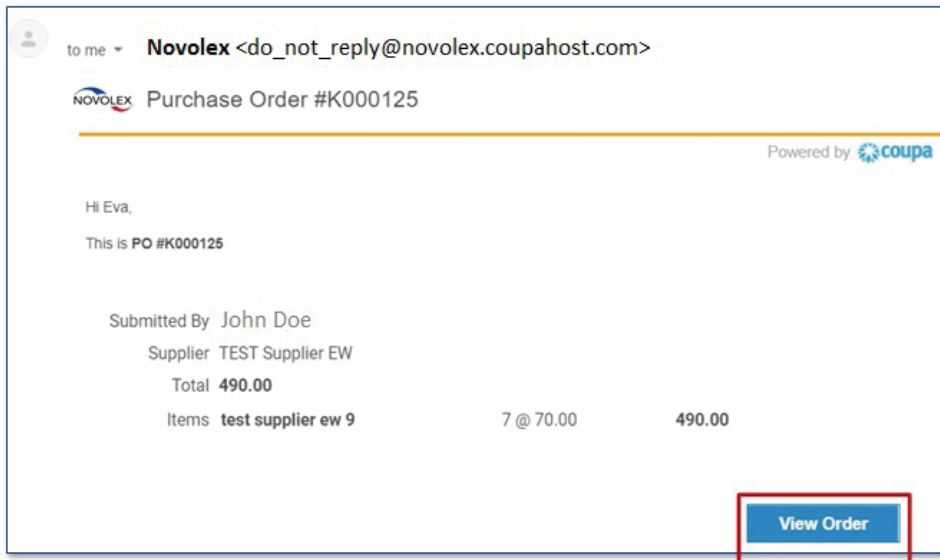 to me Novolex <do_not_reply@novolex.coupahost.com>
NOVOLEX Purchase Order #K000125
Powered by coupa
Hi Eva,
This is PO #K000125
Submitted By John Doe
Supplier TEST Supplier EW
Total 490.00
Items test supplier ew 9 7 @ 70.00 490.00
View Order